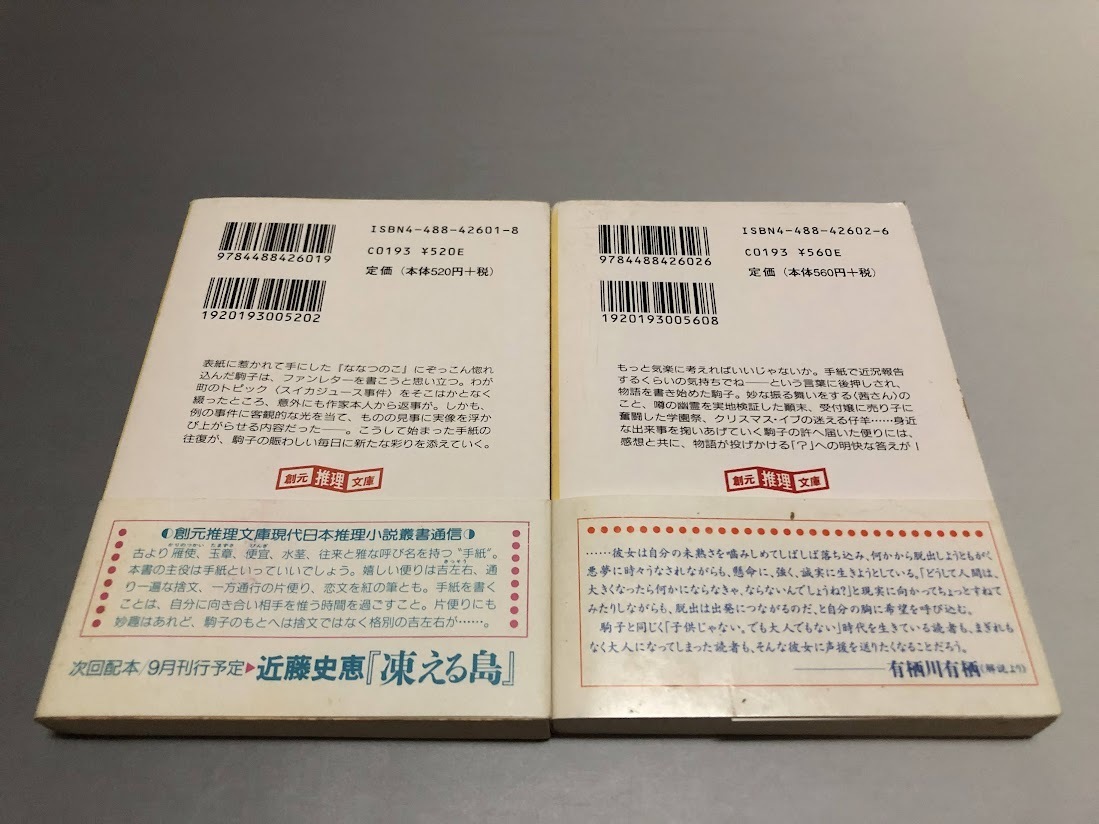 ISBN4-488-42601-8
9784488426019
C0193 ¥520E
定価（本体520円＋税）
1920193005202
表紙に惹かれて手にした『ななつのこ』にぞっこん惚れ
込んだ駒子は、ファンレターを書こうと思い立つ。わが
町のトピック〈スイカジュース事件〉をそこはかとなく
綴ったところ、意外にも作家本人から返事が。しかも、
例の事件に客観的な光を当て、ものの見事に実像を浮か
び上がらせる内容だった――。こうして始まった手紙の
往復が、駒子の賑わしい毎日に新たな彩りを添えていく。
創元推理文庫
創元推理文庫現代日本推理小説叢書通信
古より雁使、玉章、便宜、水茎、往来と雅な呼び名を持つ“手紙”。
本書の主役は手紙といっていいでしょう。嬉しい便りは吉左右、通
り一遍な捨文、一方通行の片便り、恋文を紅の筆とも。手紙を書く
ことは、自分に向き合い相手を惟う時間を過ごすこと。片便りにも
妙趣はあれど、駒子のもとへは捨文ではなく格別の吉左右が……。
次回配本/9月刊行予定▶近藤史恵『凍える島』
ISBN4-488-42602-6
9784488426026
C0193 ¥560E
定価（本体560円＋税）
1920193005608
もっと気楽に考えればいいじゃないか。手紙で近況報告
するくらいの気持ちでね――という言葉に後押しされ、
物語を書き始めた駒子。妙な振る舞いをする〈茜さん〉の
こと、噂の幽霊を実地検証した顚末、受付嬢に売り子に
奮闘した学園祭、クリスマス・イブの迷える仔羊……身近
な出来事を掬いあげていく駒子の許へ届いた便りには、
感想と共に、物語が投げかける「？」への明快な答えが！
創元推理文庫
……彼女は自分の未熟さを噛みしめてしばしば落ち込み、何かから脱出しようともがく
悪夢に時々うなされながらも、懸命に、強く、誠実に生きようとしている。「どうして人間は、
大きくなったら何かにならなきゃ、ならないんでしょうね?」と現実に向かってちょっとすねて
みたりしながらも、脱出は出発につながるのだ、と自分の胸に希望を呼び込む。
駒子と同じく「子供じゃない、でも大人でもない」時代を生きている読者も、まぎれも
なく大人になってしまった読者も、そんな彼女に声援を送りたくなることだろう。
――有栖川有栖（解説より）